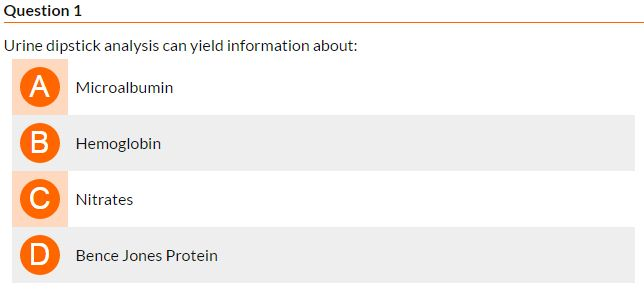 Question 1
Urine dipstick analysis can yield information about:
A Microalbumin
B Hemoglobin
C Nitrates
D Bence Jones Protein